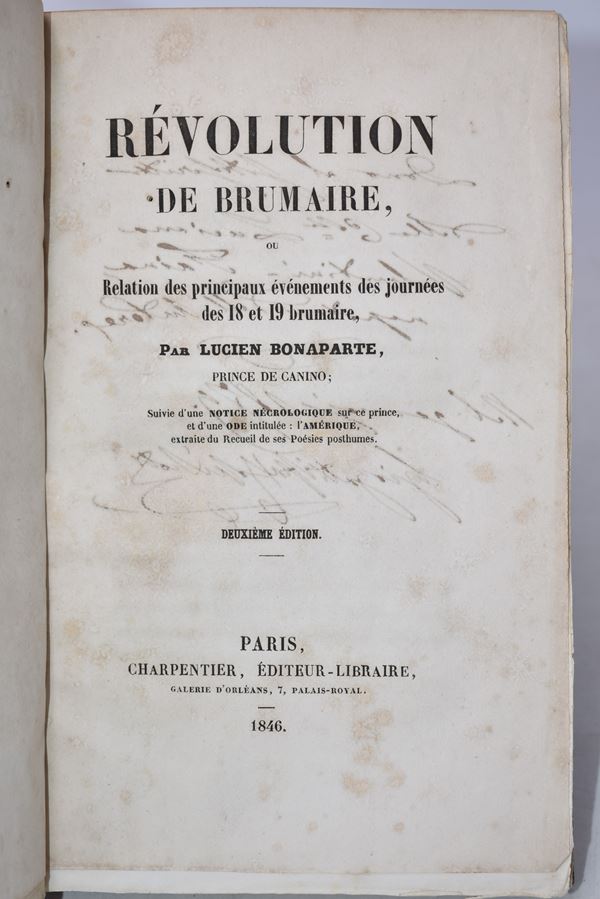 RÉVOLUTION
DE BRUMAIRE,
OU
Relation des principaux événements des journées
des 18 et 19 brumaire,
PAR LUCIEN BONAPARTE,
PRINCE DE CANINO;
Suivie d'une NOTICE NÉCROLOGIQUE sur ce prince,
et d'une ODE intitulée : l'AMÉRIQUE,
extraite du Recueil de ses Poésies posthumes.
DEUXIÈME ÉDITION.
PARIS,
CHARPENTIER, ÉDITEUR-LIBRAIRE,
GALERIE D'ORLÉANS, 7, PALAIS-ROYAL.
1846.